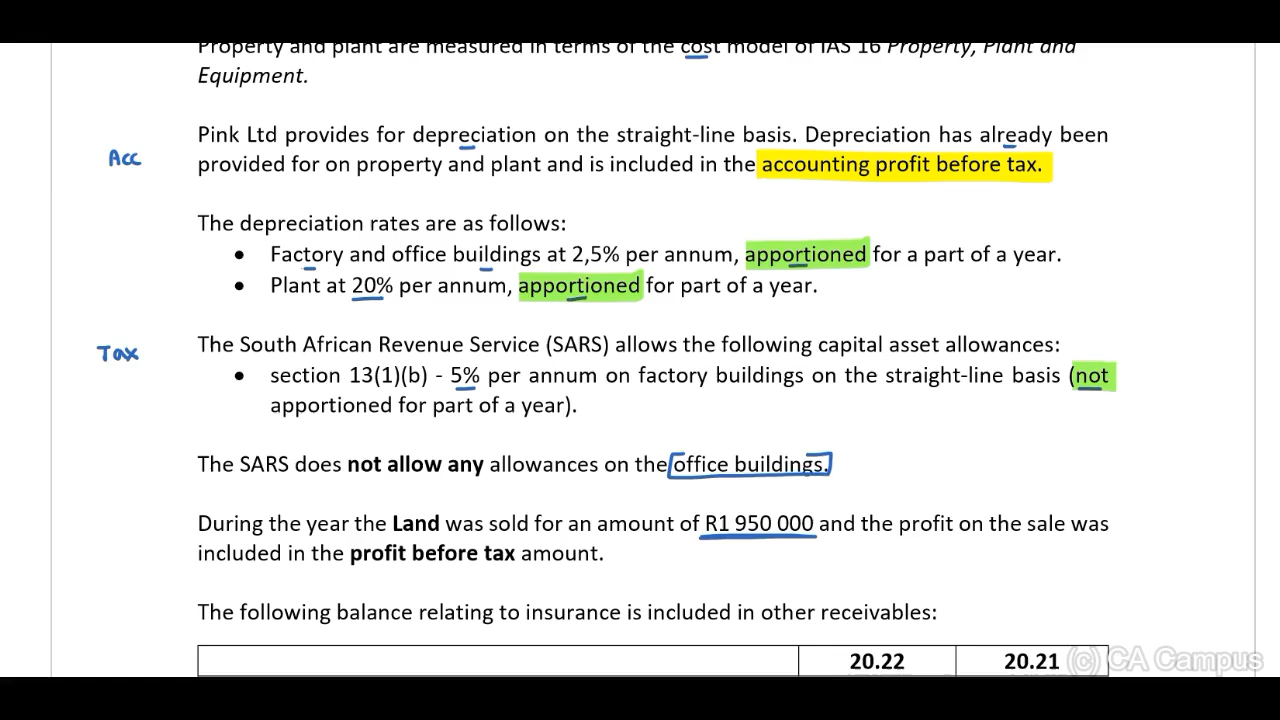 Property and plant are measured in terms of the cost model of IAS 16 Property, Plant and
Equipment.
Pink Ltd provides for depreciation on the straight-line basis. Depreciation has already been
Acc
provided for on property and plant and is included in the accounting profit before tax.
The depreciation rates are as follows:
• Factory and office buildings at 2,5% per annum, apportioned for a part of a year.
• Plant at 20% per annum, apportioned for part of a year.
Tax
The South African Revenue Service (SARS) allows the following capital asset allowances:
• section 13(1)(b) - 5% per annum on factory buildings on the straight-line basis (not
apportioned for part of a year).
The SARS does not allow any allowances on the office buildings.
During the year the Land was sold for an amount of R1 950 000 and the profit on the sale was
included in the profit before tax amount.
The following balance relating to insurance is included in other receivables:
20.22 20.21
(c) CA Campus